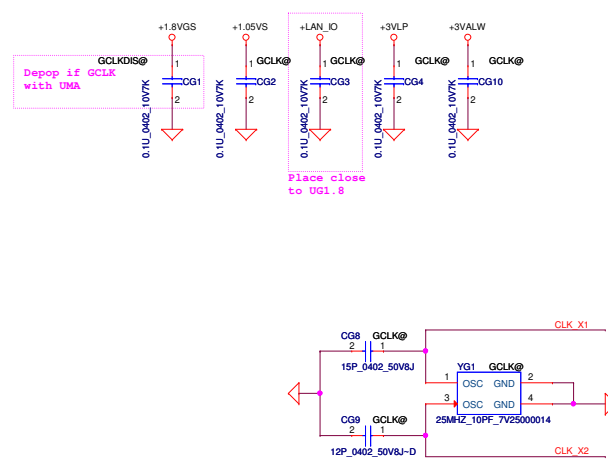 +1.8VGS
+1.05VS
+LAN_IO
+3VLP
+3VALW
GCLKDIS@
GCLK@
GCLK@
GCLK@
GCLK@
Depop if GCLK
with UMA
1
1
1
1
1
CG1
CG2
CG3
CG4
CG10
2
2
2
2
2
0.1U_0402_10V7K
0.1U_0402_10V7K
0.1U_0402_10V7K
0.1U_0402_10V7K
0.1U_0402_10V7K
Place close
to UG1.8
CLK_X1
CG8 GCLK@
2 1
15P_0402_50V8J
YG1 GCLK@
1 OSC GND 2
3 OSC GND 4
25MHZ_10PF_7V25000014
CG9 GCLK@
2 1
12P_0402_50V8J~D
CLK_X2